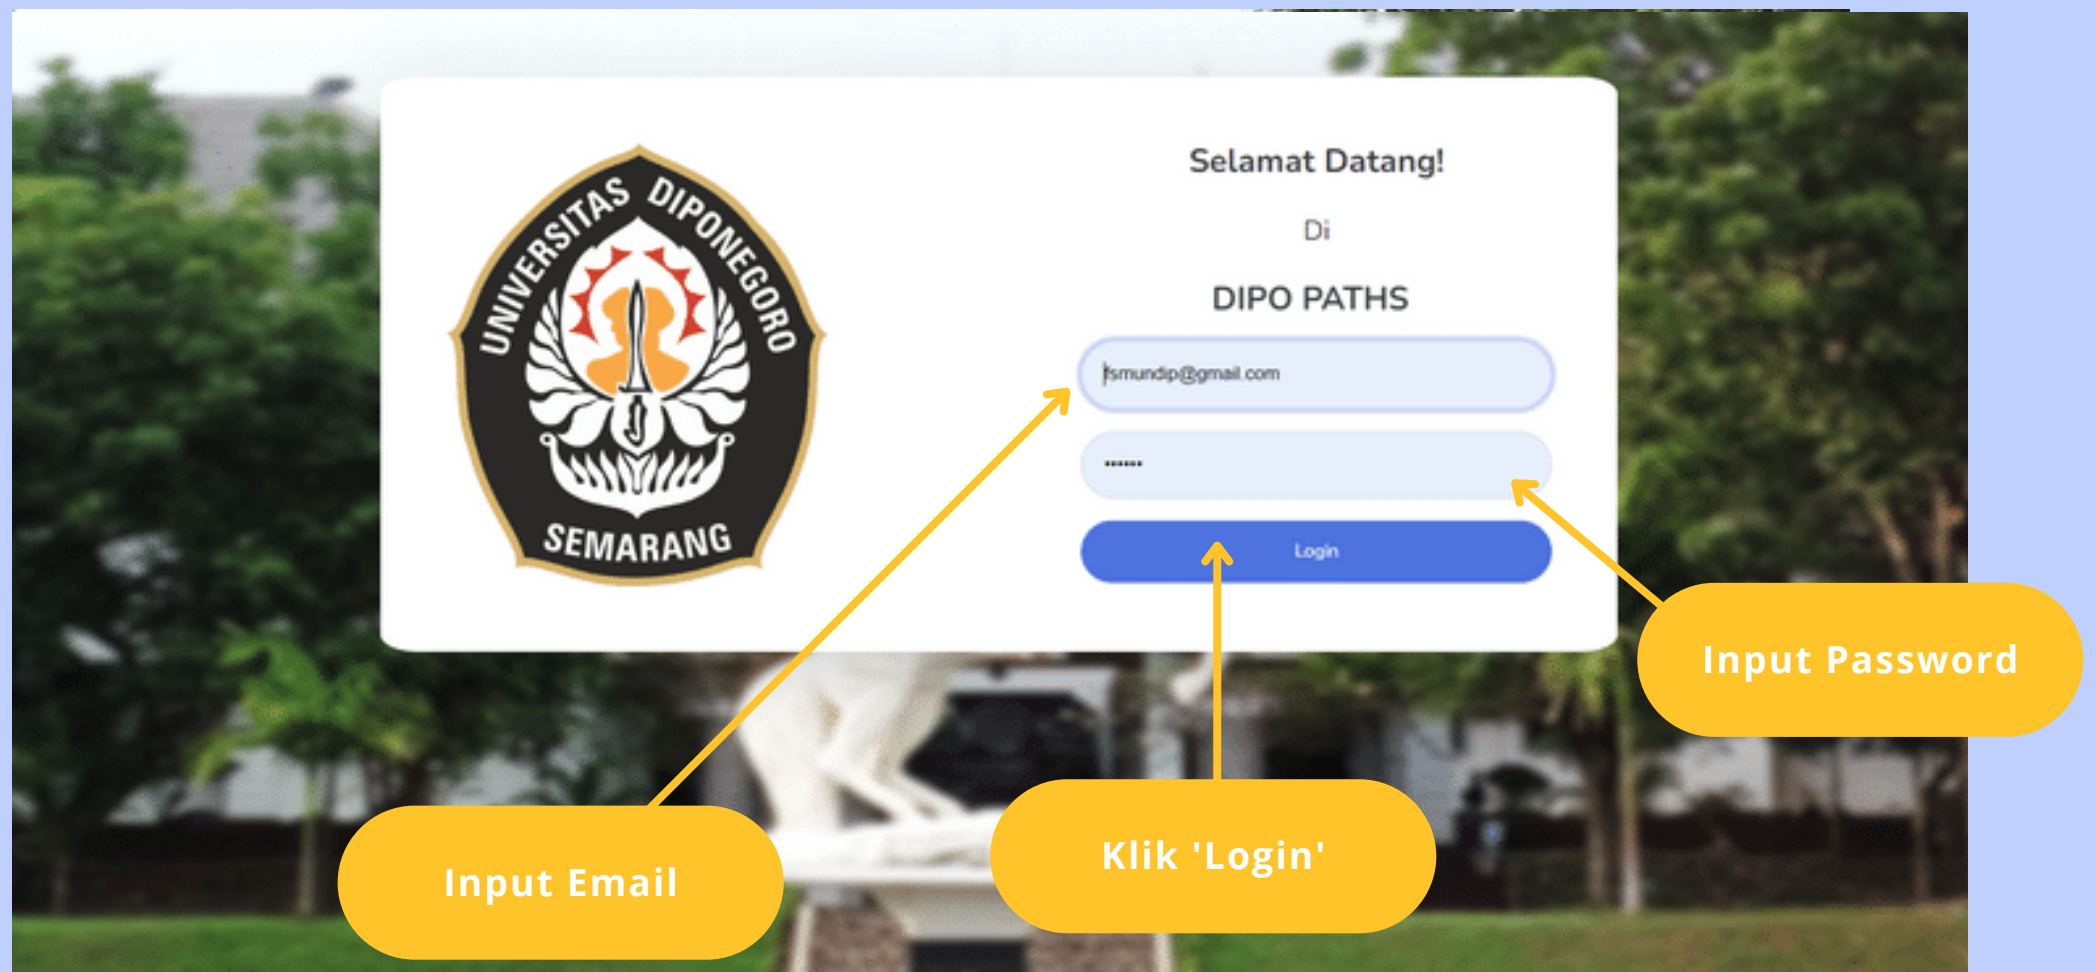 UNIVERSITAS DIPONEGORO
SEMARANG
Selamat Datang!
Di
DIPO PATHS
fsmundip@gmail.com
••••••
Login
Input Password
Klik 'Login'
Input Email